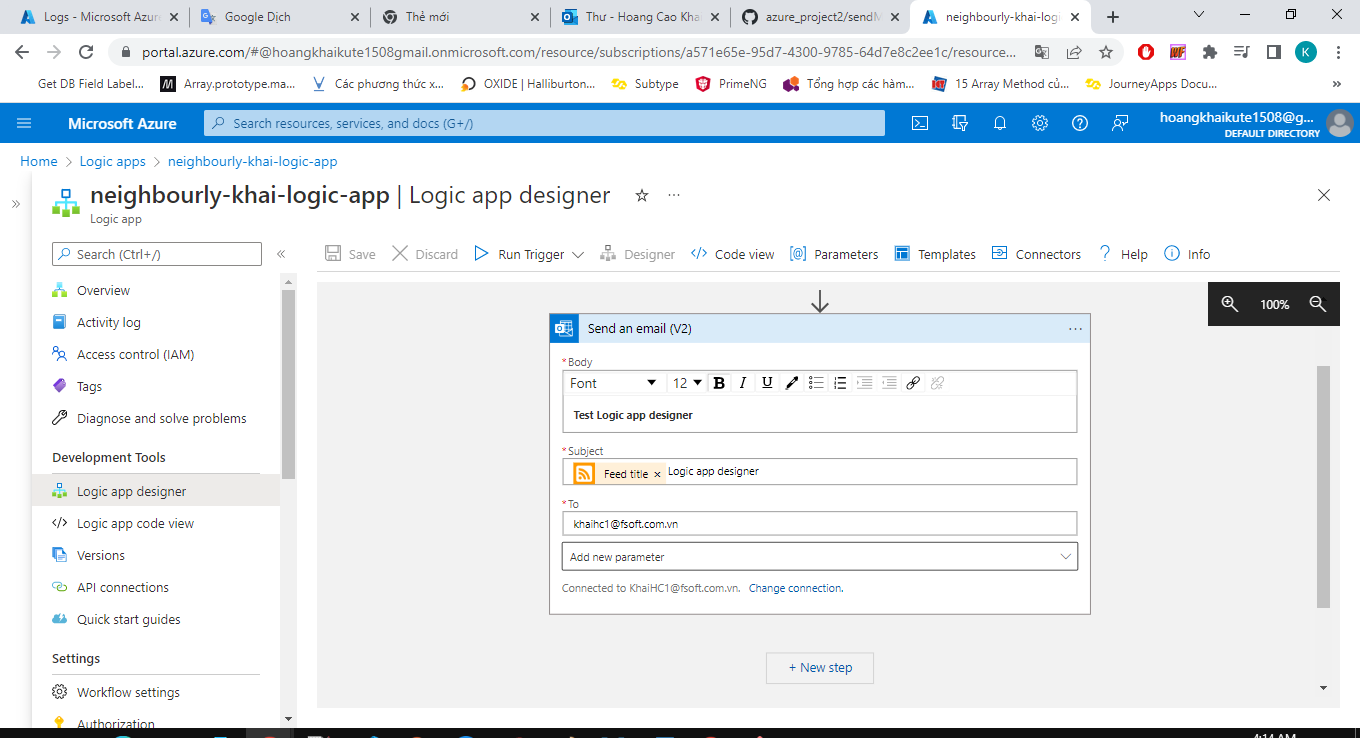 Logs - Microsoft Azur
Google Dịch
Thẻ mới
Thư - Hoang Cao Kha
azure_project2/sendM
neighbourly-khai-logi
portal.azure.com/#@hoangkhaikute1508gmail.onmicrosoft.com/resource/subscriptions/a571e65e-95d7-4300-9785-64d7e8c2ee1c/resource...
K
Get DB Field Label...
Array.prototype.ma...
Các phương thức x...
OXIDE | Halliburton...
Subtype
PrimeNG
Tổng hợp các hàm...
15 Array Method củ...
JourneyApps Docu...
»
Microsoft Azure
Search resources, services, and docs (G+/)
hoangkhaikute1508@g...
DEFAULT DIRECTORY
Home > Logic apps > neighbourly-khai-logic-app
neighbourly-khai-logic-app | Logic app designer
Logic app
Search (Ctrl+/)
Save
Discard
Run Trigger
Designer
Code view
Parameters
Templates
Connectors
Help
Info
Overview
Activity log
Access control (IAM)
Tags
Diagnose and solve problems
Development Tools
Logic app designer
Logic app code view
Versions
API connections
Quick start guides
Settings
Workflow settings
Authorization
100%
Send an email (V2)
* Body
Font
12
B
I
U
Test Logic app designer
* Subject
Feed title × Logic app designer
* To
khaihc1@fsoft.com.vn
Add new parameter
Connected to KhaiHC1@fsoft.com.vn. Change connection.
+ New step
4:14 AM